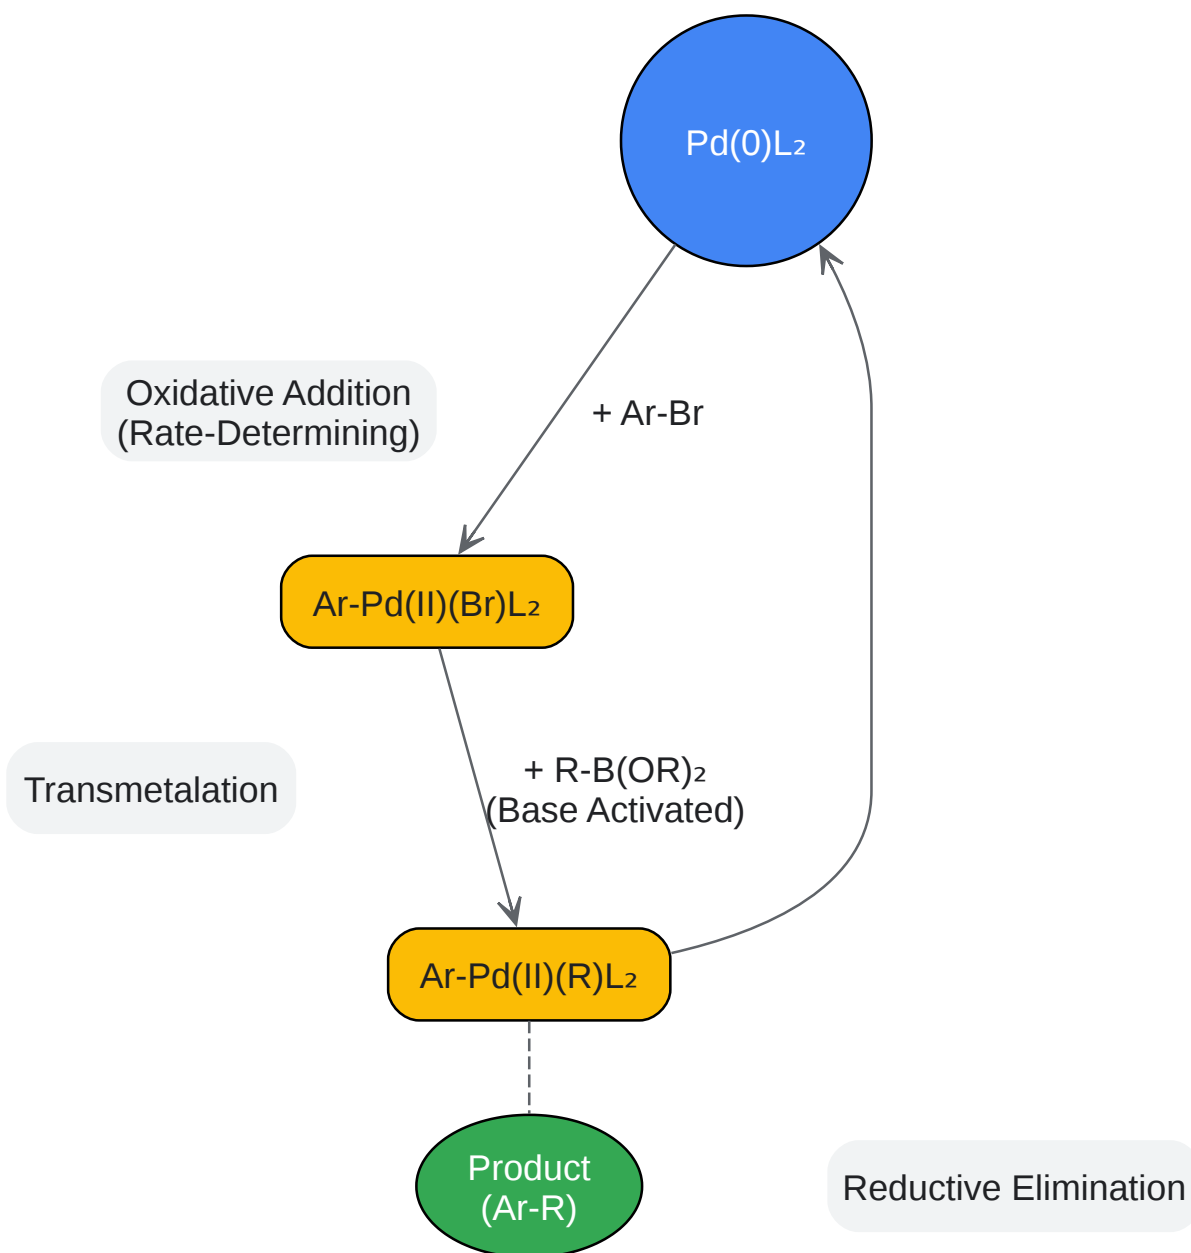 Pd(0)L₂
Oxidative Addition
(Rate-Determining)
+ Ar-Br
Ar-Pd(II)(Br)L₂
Transmetalation
+ R-B(OR)₂
(Base Activated)
Ar-Pd(II)(R)L₂
Product
(Ar-R)
Reductive Elimination